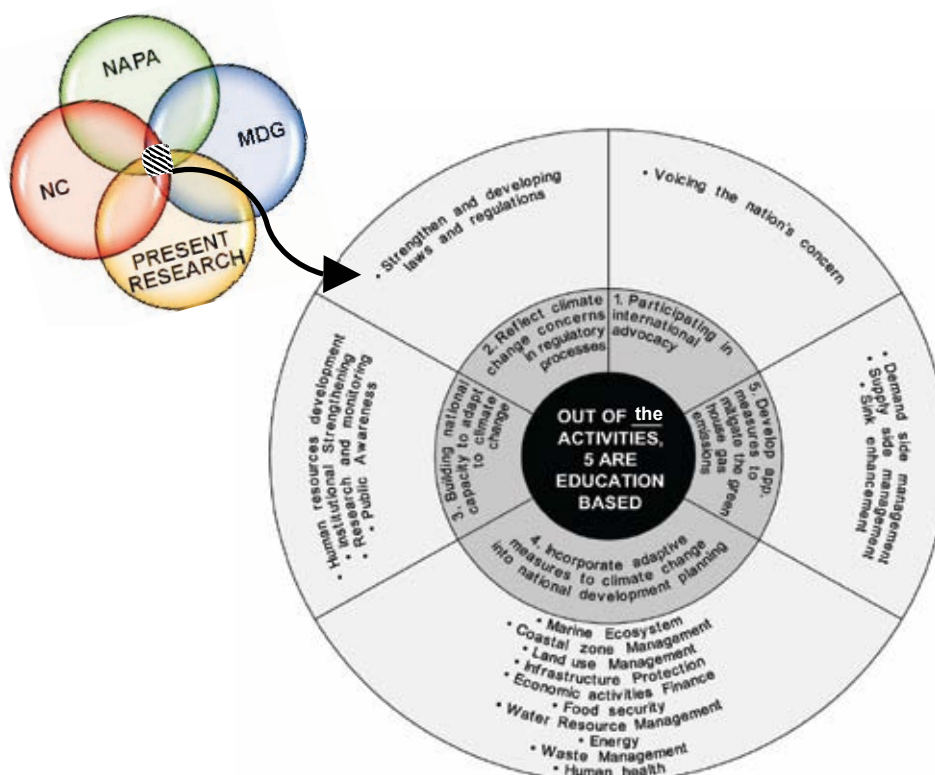 NAPA
MDG
NC
PRESENT
RESEARCH
• Strengthen and developing
laws and regulations
• Voicing the nation's concern
2. Reflect climate
change concerns
in regulatory
processes
1. Participating in
international
advocacy
• Human resources development
• Institutional Strengthening
• Research and monitoring
• Public Awareness
3. Building national
capacity to adapt
to climate
change
OUT OF the
ACTIVITIES,
5 ARE
EDUCATION
BASED
5. Develop app.
measures to
mitigate the green
house gas
emissions
• Demand side management
• Supply side management
• Sink enhancement
4. Incorporate adaptive
measures to climate change
into national development planning
• Marine Ecosystem
• Coastal zone Management
• Land use Management
• Infrastructure Protection
• Economic activities Finance
• Food security
• Water Resource Management
• Energy
• Waste Management
• Human health